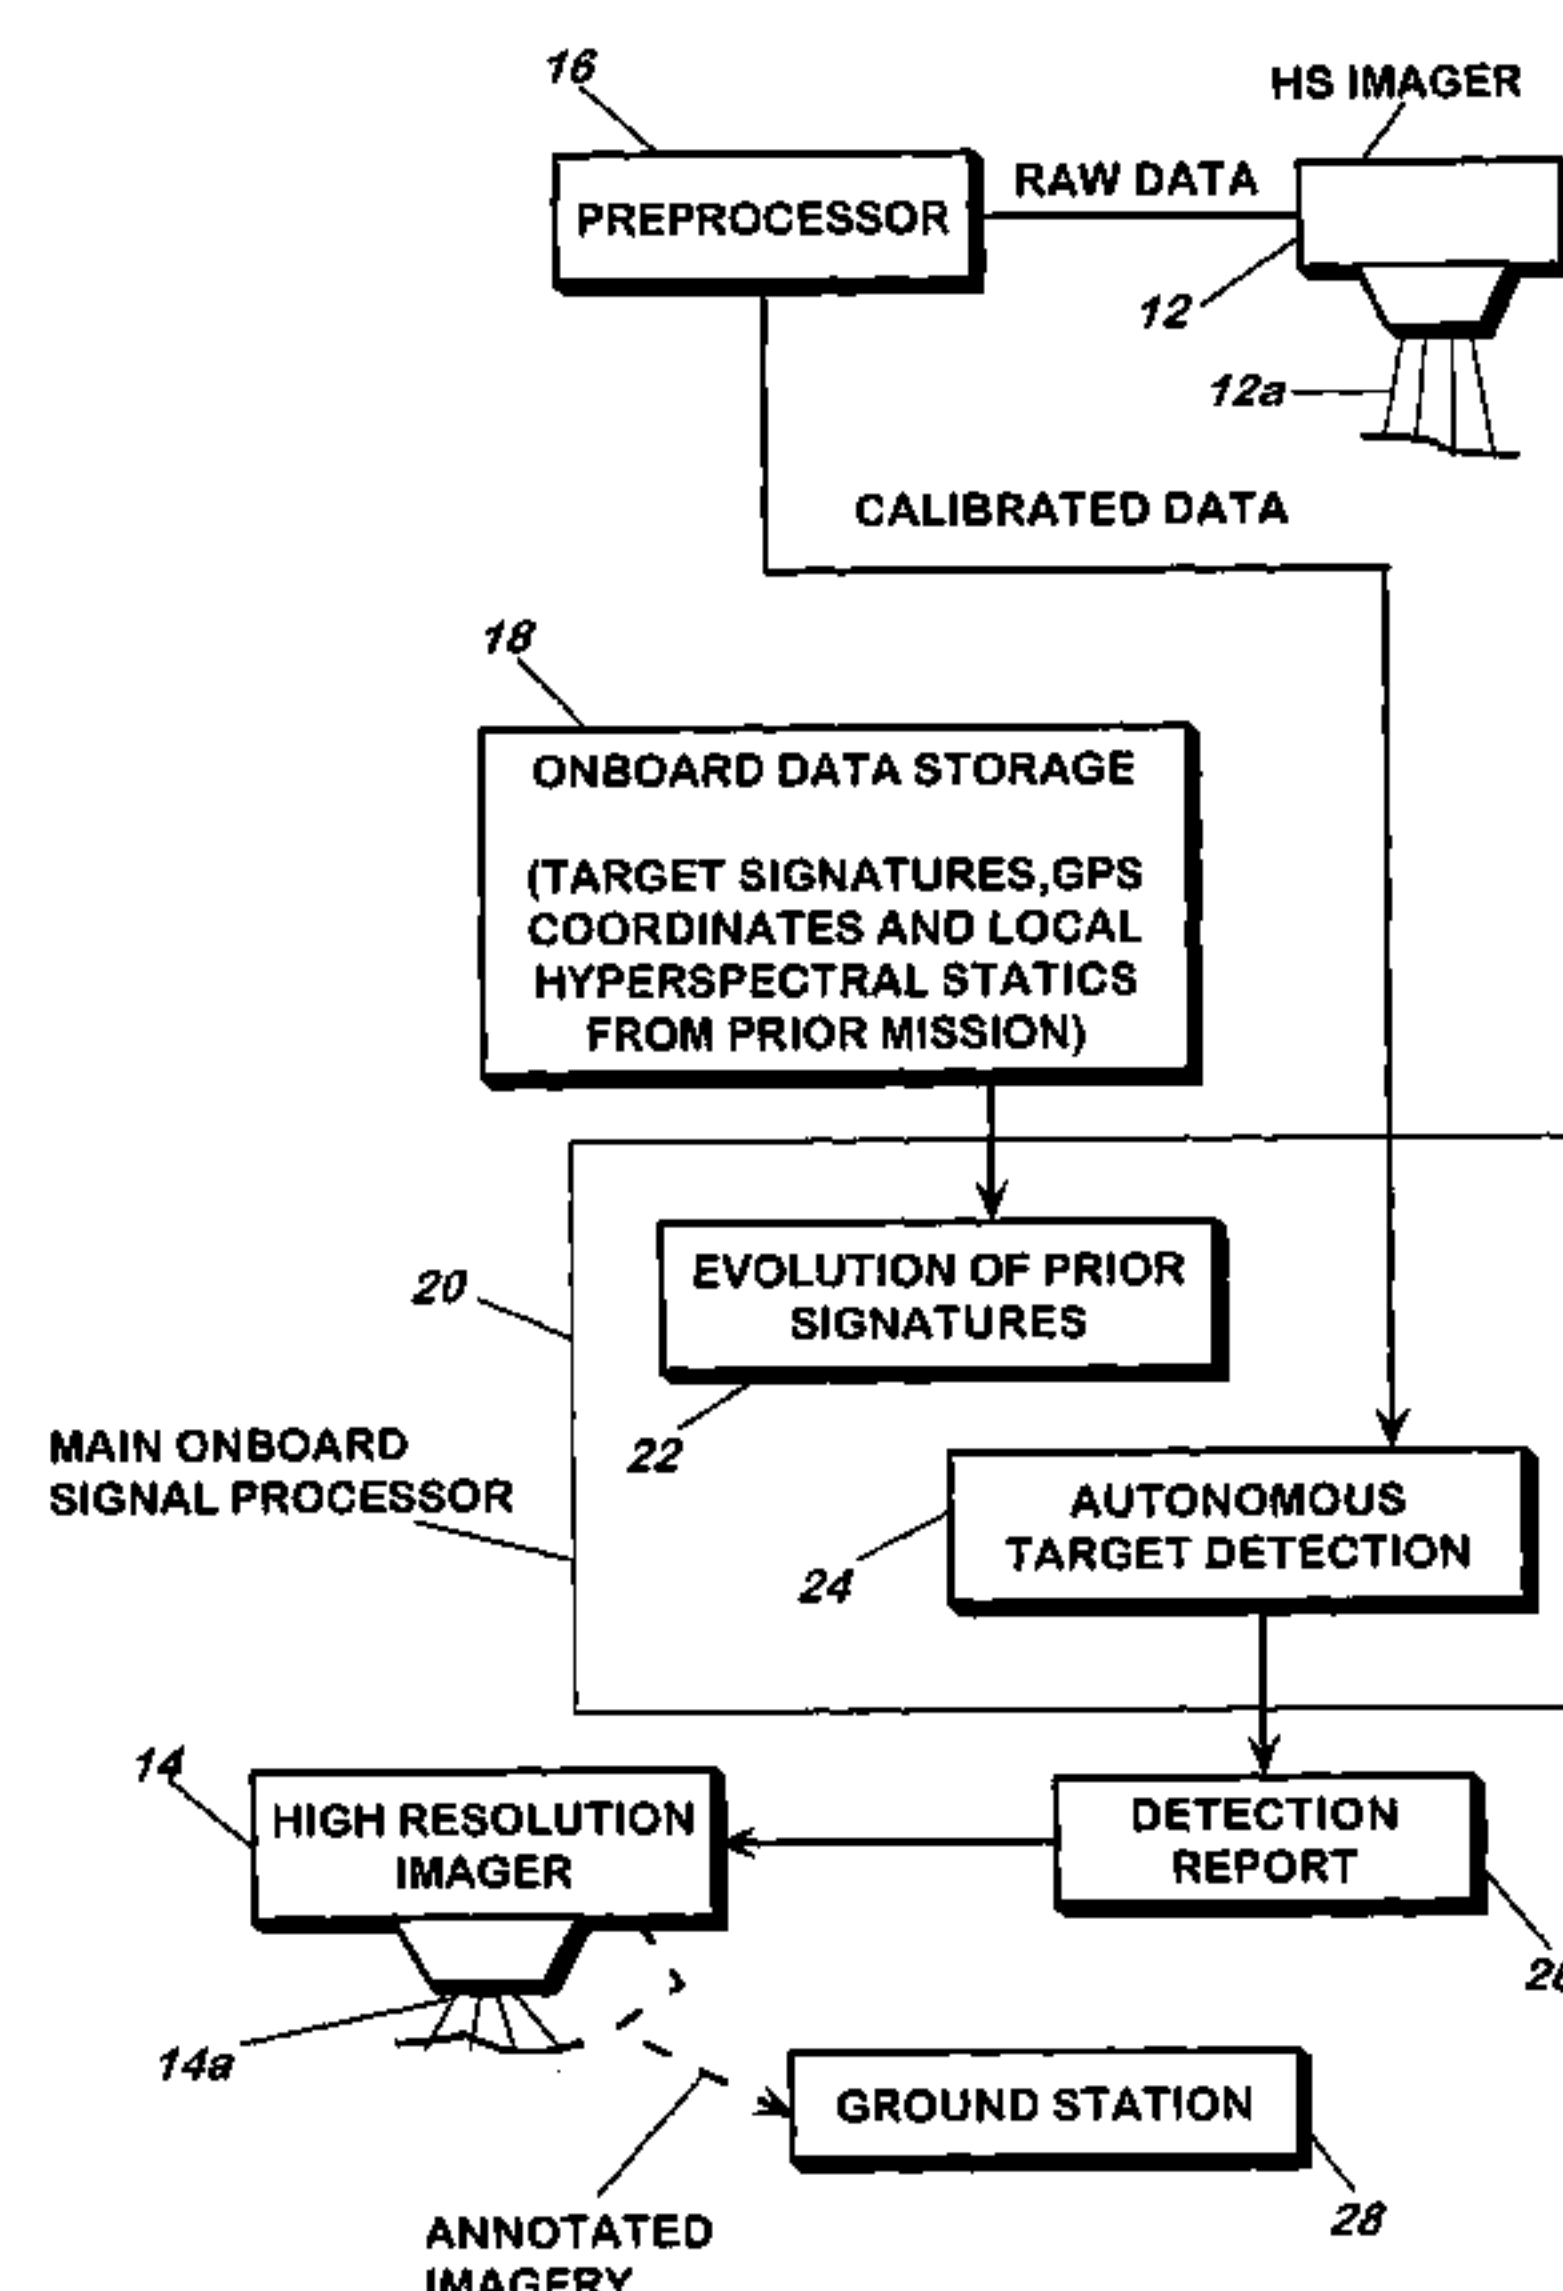 16
HS IMAGER
PREPROCESSOR
RAW DATA
12
12a
CALIBRATED DATA
18
ONBOARD DATA STORAGE
(TARGET SIGNATURES,GPS
COORDINATES AND LOCAL
HYPERSPECTRAL STATICS
FROM PRIOR MISSION)
20
EVOLUTION OF PRIOR
SIGNATURES
22
MAIN ONBOARD
SIGNAL PROCESSOR
AUTONOMOUS
TARGET DETECTION
24
14
HIGH RESOLUTION
IMAGER
DETECTION
REPORT
14a
GROUND STATION
28
ANNOTATED
IMAGERY